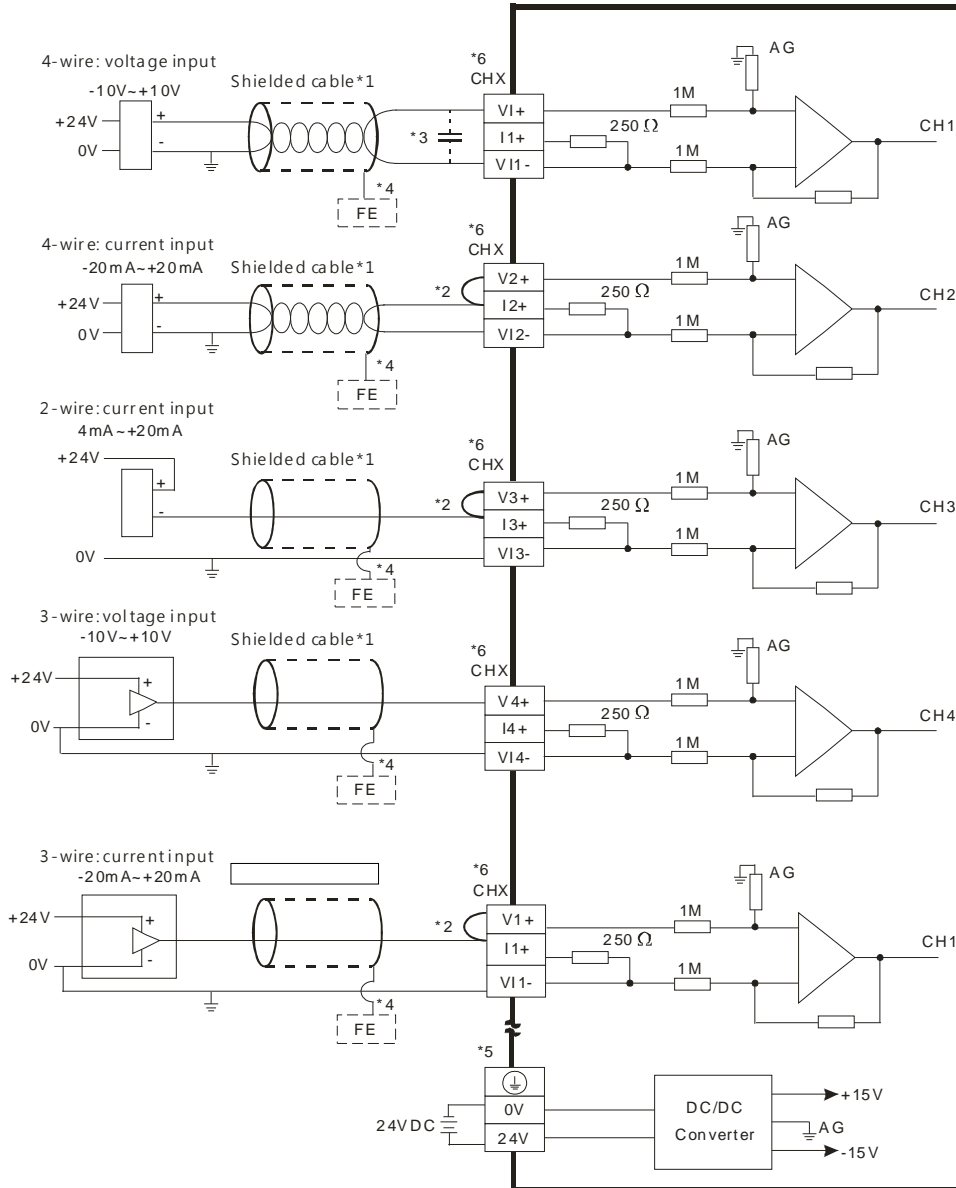 4-wire: voltage input
-10V~+10V
Shielded cable*1
*6
CHX
AG
+24V
+
0V
-
*3
VI+
I1+
VI1-
250 Ω
1M
1M
CH1
*4
FE
4-wire: current input
-20mA~+20mA
Shielded cable*1
*6
CHX
AG
+24V
+
0V
-
*2
V2+
I2+
VI2-
250 Ω
1M
1M
CH2
*4
FE
2-wire: current input
4mA~+20mA
Shielded cable*1
*6
CHX
AG
+24V
+
-
0V
*2
V3+
I3+
VI3-
250 Ω
1M
1M
CH3
*4
FE
3-wire: voltage input
-10V~+10V
Shielded cable*1
*6
CHX
AG
+24V
+
0V
-
V4+
I4+
VI4-
250 Ω
1M
1M
CH4
*4
FE
3-wire: current input
-20mA~+20mA
*6
CHX
AG
+24V
+
0V
-
*2
V1+
I1+
VI1-
250 Ω
1M
1M
CH1
*4
FE
*5
24VDC
0V
24V
DC/DC
Converter
+15V
AG
-15V